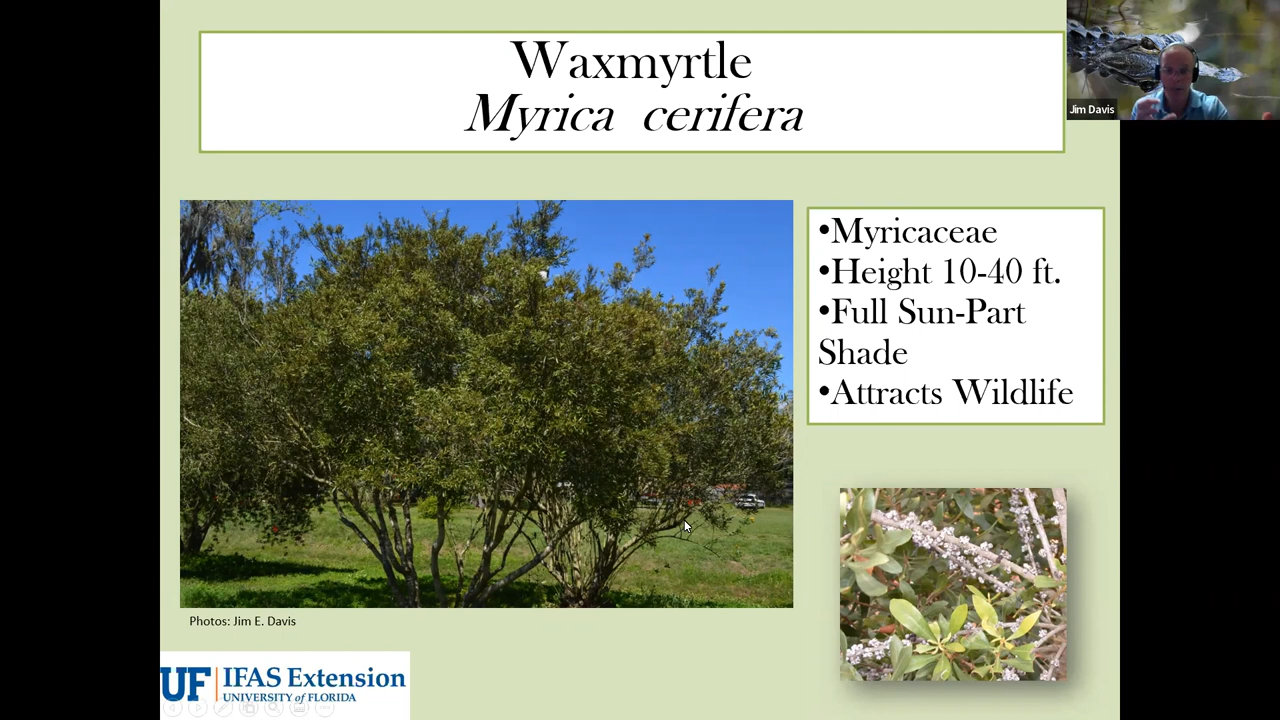 Waxmyrtle
Myrica cerifera
Jim Davis
•Myricaceae
•Height 10-40 ft.
•Full Sun-Part
Shade
•Attracts Wildlife
Photos: Jim E. Davis
UF IFAS Extension
UNIVERSITY of FLORIDA